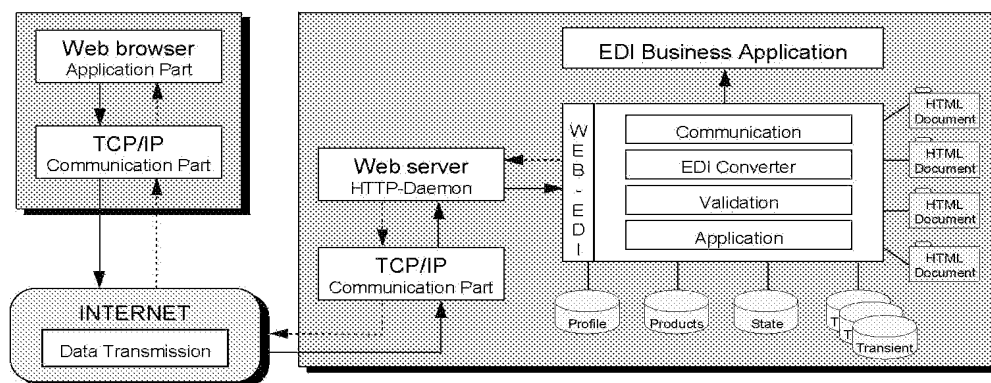 Web browser
Application Part
TCP/IP
Communication Part
INTERNET
Data Transmission
Web server
HTTP-Daemon
TCP/IP
Communication Part
EDI Business Application
WEB-EDI
Communication
EDI Converter
Validation
Application
HTML
Document
HTML
Document
HTML
Document
HTML
Document
Profile
Products
State
T
T
Transient